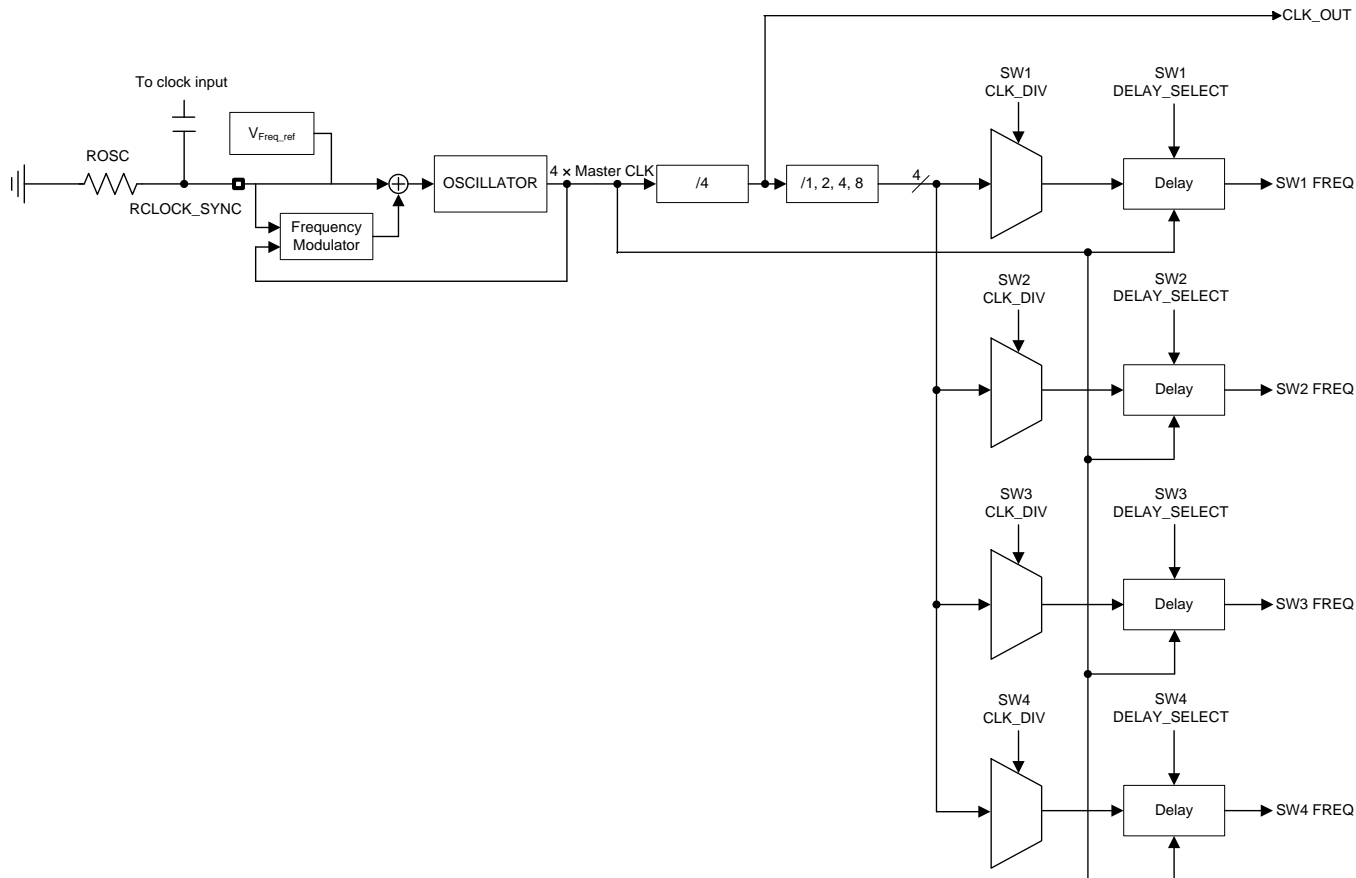 CLK_OUT
To clock input
SW1
CLK_DIV
SW1
DELAY_SELECT
VFreq_ref
ROSC
RCLOCK_SYNC
OSCILLATOR
4 × Master CLK
/4
/1, 2, 4, 8
4
Delay
SW1 FREQ
Frequency
Modulator
SW2
CLK_DIV
SW2
DELAY_SELECT
Delay
SW2 FREQ
SW3
CLK_DIV
SW3
DELAY_SELECT
Delay
SW3 FREQ
SW4
CLK_DIV
SW4
DELAY_SELECT
Delay
SW4 FREQ